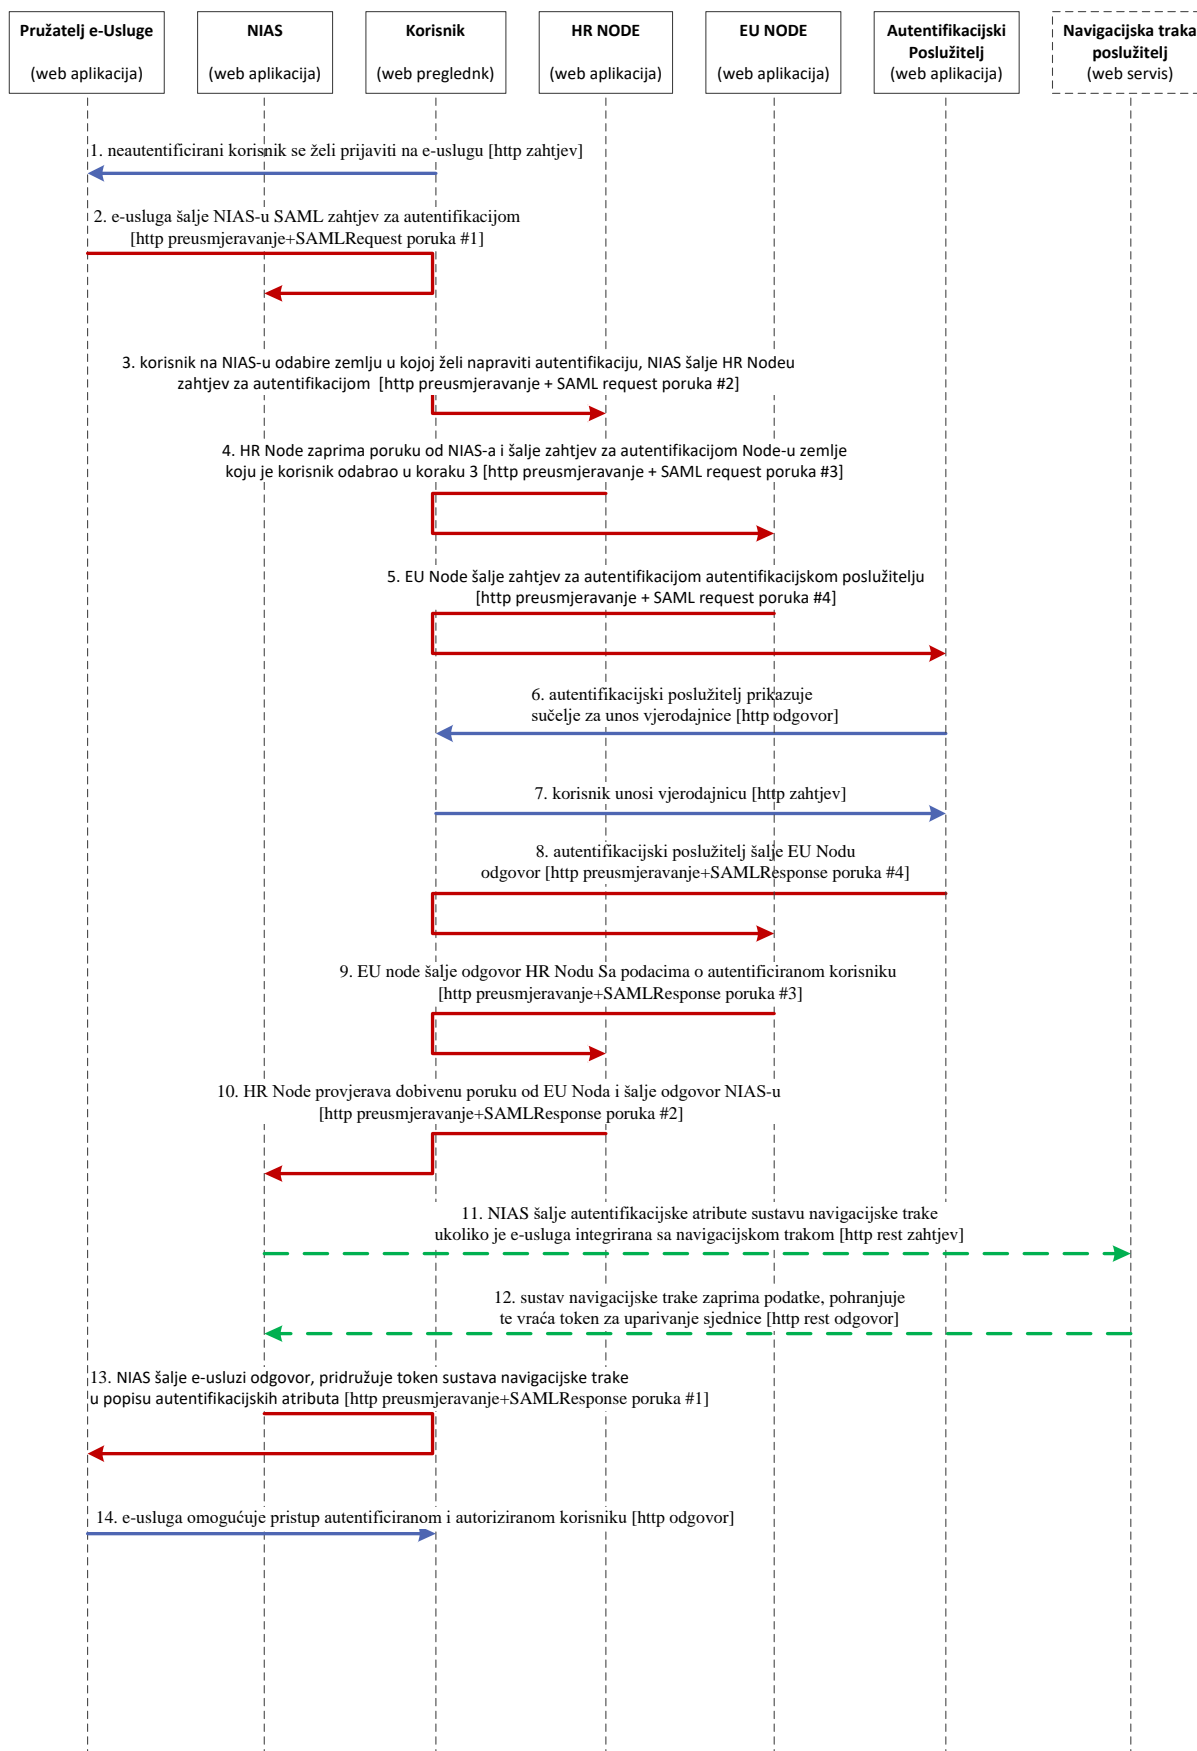 Pružatelj e-Usluge
(web aplikacija)
NIAS
(web aplikacija)
Korisnik
(web preglednk)
HR NODE
(web aplikacija)
EU NODE
(web aplikacija)
Autentifikacijski
Poslužitelj
(web aplikacija)
Navigacijska traka
poslužitelj
(web servis)
1. neautentificirani korisnik se želi prijaviti na e-uslugu [http zahtjev]
2. e-usluga šalje NIAS-u SAML zahtjev za autentifikacijom
[http preusmjeravanje+SAMLRequest poruka #1]
3. korisnik na NIAS-u odabire zemlju u kojoj želi napraviti autentifikaciju, NIAS šalje HR Nodeu
zahtjev za autentifikacijom [http preusmjeravanje + SAML request poruka #2]
4. HR Node zaprima poruku od NIAS-a i šalje zahtjev za autentifikacijom Node-u zemlje
koju je korisnik odabrao u koraku 3 [http preusmjeravanje + SAML request poruka #3]
5. EU Node šalje zahtjev za autentifikacijom autentifikacijskom poslužitelju
[http preusmjeravanje + SAML request poruka #4]
6. autentifikacijski poslužitelj prikazuje
sučelje za unos vjerodajnice [http odgovor]
7. korisnik unosi vjerodajnicu [http zahtjev]
8. autentifikacijski poslužitelj šalje EU Nodu
odgovor [http preusmjeravanje+SAMLResponse poruka #4]
9. EU node šalje odgovor HR Nodu Sa podacima o autentificiranom korisniku
[http preusmjeravanje+SAMLResponse poruka #3]
10. HR Node provjerava dobivenu poruku od EU Noda i šalje odgovor NIAS-u
[http preusmjeravanje+SAMLResponse poruka #2]
11. NIAS šalje autentifikacijske atribute sustavu navigacijske trake
ukoliko je e-usluga integrirana sa navigacijskom trakom [http rest zahtjev]
12. sustav navigacijske trake zaprima podatke, pohranjuje
te vraća token za uparivanje sjednice [http rest odgovor]
13. NIAS šalje e-usluzi odgovor, pridružuje token sustava navigacijske trake
u popisu autentifikacijskih atributa [http preusmjeravanje+SAMLResponse poruka #1]
14. e-usluga omogućuje pristup autentificiranom i autoriziranom korisniku [http odgovor]